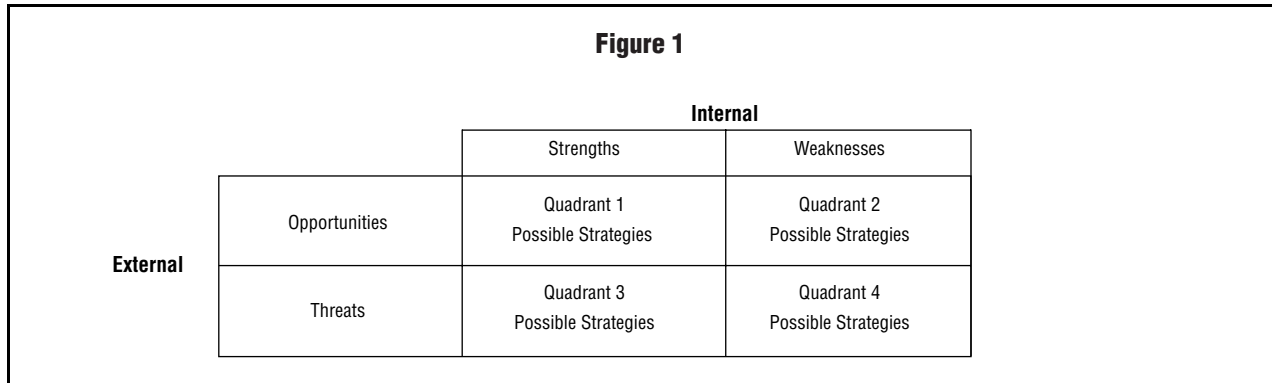 Figure 1
Internal
Strengths Weaknesses
Opportunities
Quadrant 1
Possible Strategies
Quadrant 2
Possible Strategies
External
Threats
Quadrant 3
Possible Strategies
Quadrant 4
Possible Strategies